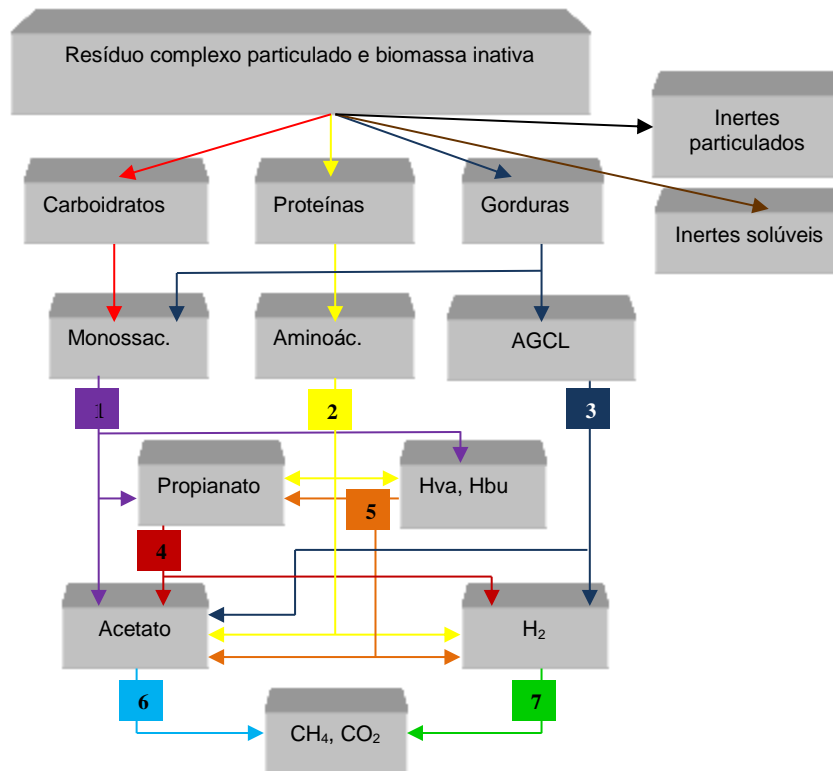 Resíduo complexo particulado e biomassa inativa
Inertes
particulados
Carboidratos
Proteínas
Gorduras
Inertes solúveis
Monossac.
Aminoác.
AGCL
1
2
3
Propianato
Hva, Hbu
5
4
Acetato
H₂
6
7
CH₄, CO₂